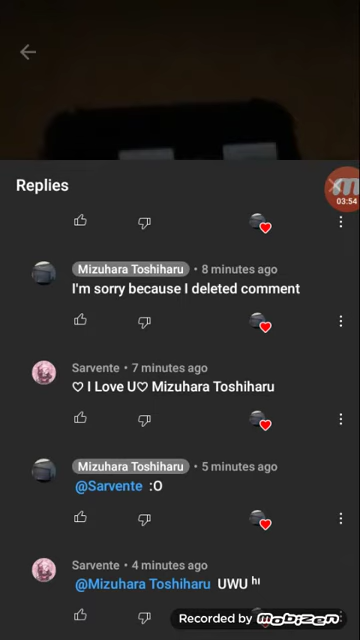 Replies
03:54
Mizuhara Toshiharu • 8 minutes ago
I'm sorry because I deleted comment
Sarvente • 7 minutes ago
♡ I Love U♡ Mizuhara Toshiharu
Mizuhara Toshiharu • 5 minutes ago
@Sarvente :O
Sarvente • 4 minutes ago
@Mizuhara Toshiharu UWU ʰᶦ
Recorded by mobizen